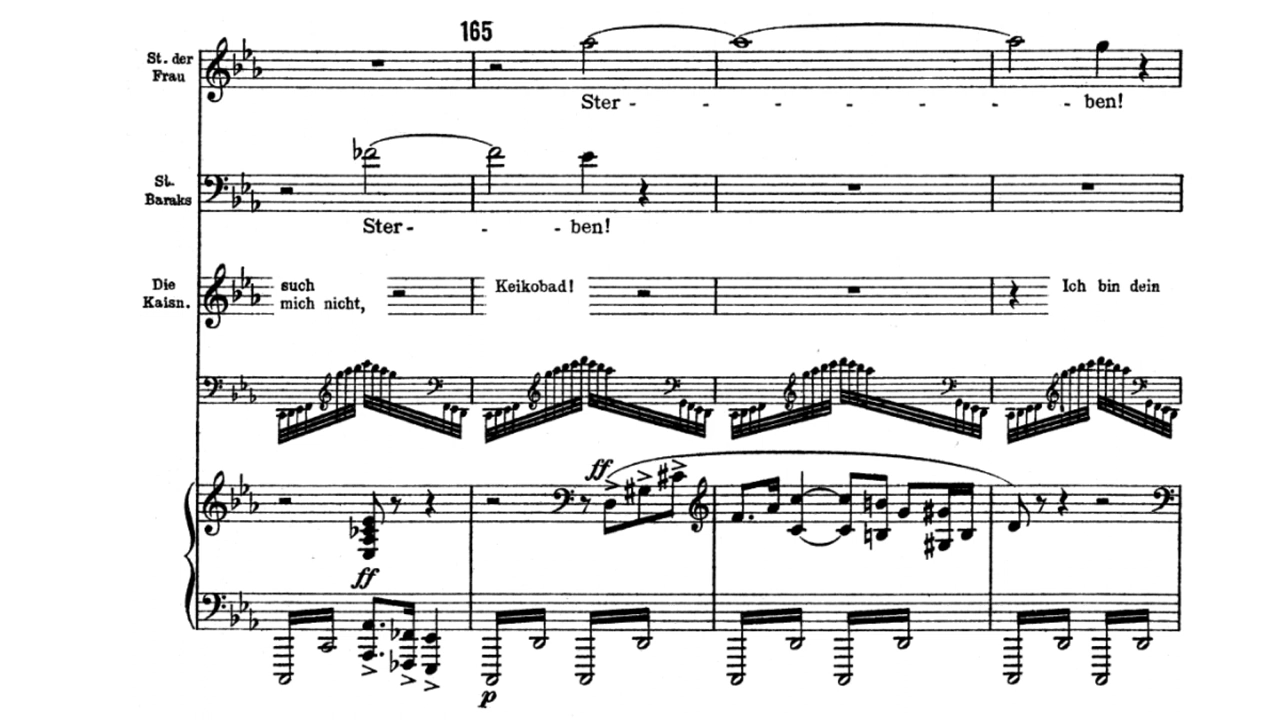 165
St. der
Frau
Ster - - - - - - - ben!
St.
Baraks
Ster - - - ben!
Die
Kaisn.
such
mich nicht,
Keikobad!
Ich bin dein
ff
ff
p